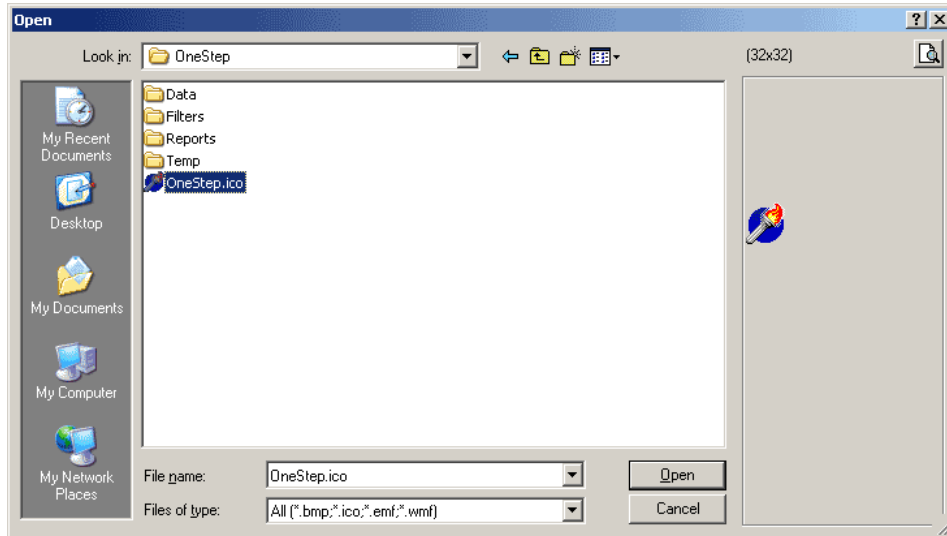 Open
Look in: OneStep
(32x32)
My Recent
Documents
Desktop
My Documents
My Computer
My Network
Places
Data
Filters
Reports
Temp
OneStep.ico
File name: OneStep.ico
Open
Files of type: All (*.bmp;*.ico;*.emf;*.wmf)
Cancel